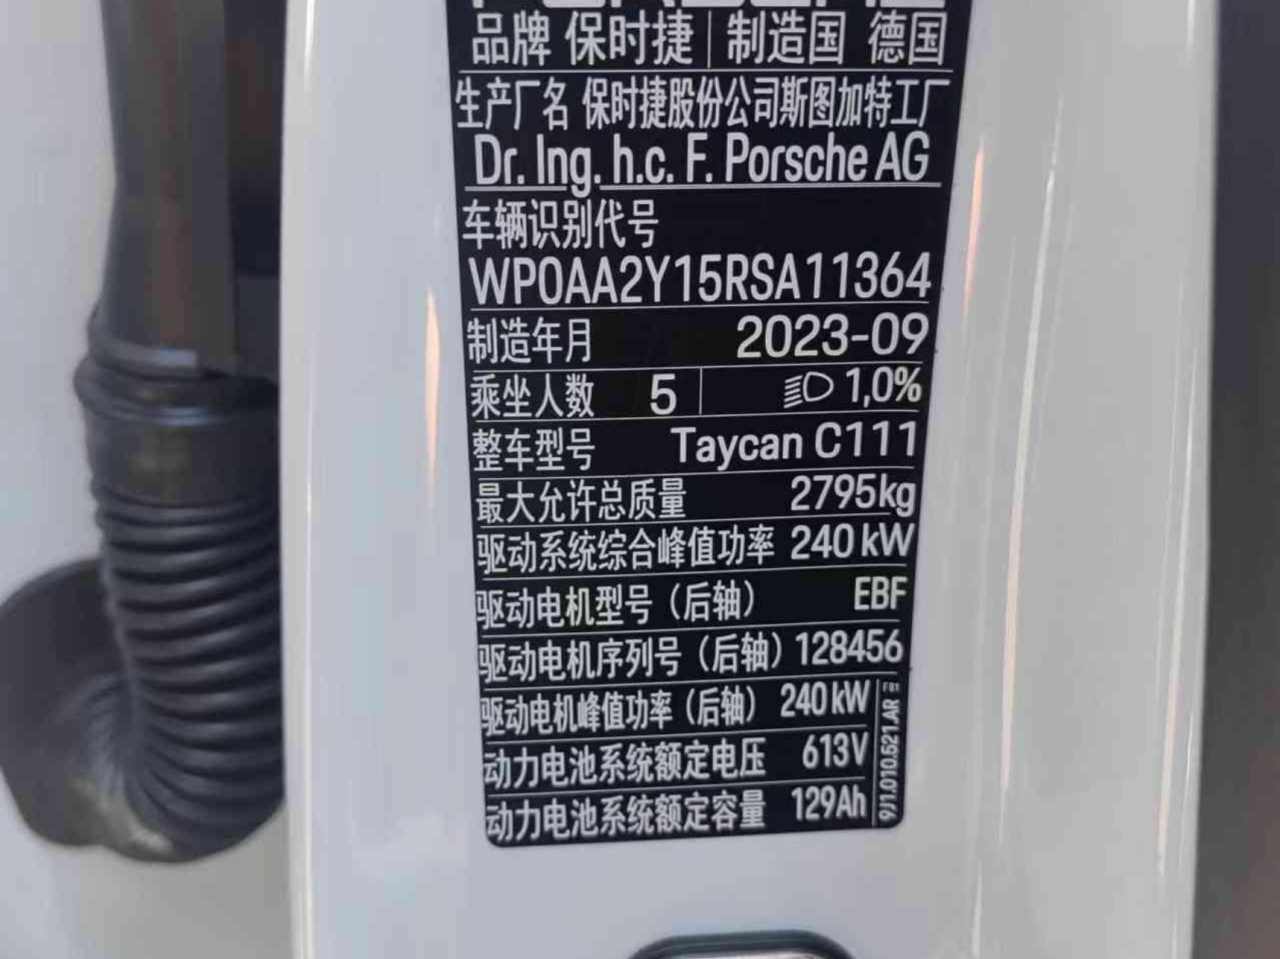 PORSCHE
品牌 保时捷 制造国 德国
生产厂名 保时捷股份公司斯图加特工厂
Dr. Ing. h.c. F. Porsche AG
车辆识别代号
WP0AA2Y15RSA11364
制造年月 2023-09
乘坐人数 5 1,0%
整车型号 Taycan C111
最大允许总质量 2795kg
驱动系统综合峰值功率 240 kW
驱动电机型号（后轴） EBF
驱动电机序列号（后轴）128456
驱动电机峰值功率（后轴） 240 kW
动力电池系统额定电压 613V
动力电池系统额定容量 129Ah
9J1.010.621.AR F01